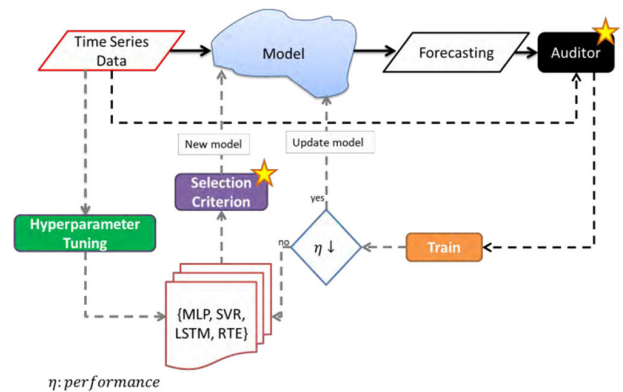 Time Series
Data
Model
Forecasting
Auditor
New model
Update model
Selection
Criterion
yes
Hyperparameter
Tuning
no
η ↓
Train
{MLP, SVR,
LSTM, RTE}
η: performance